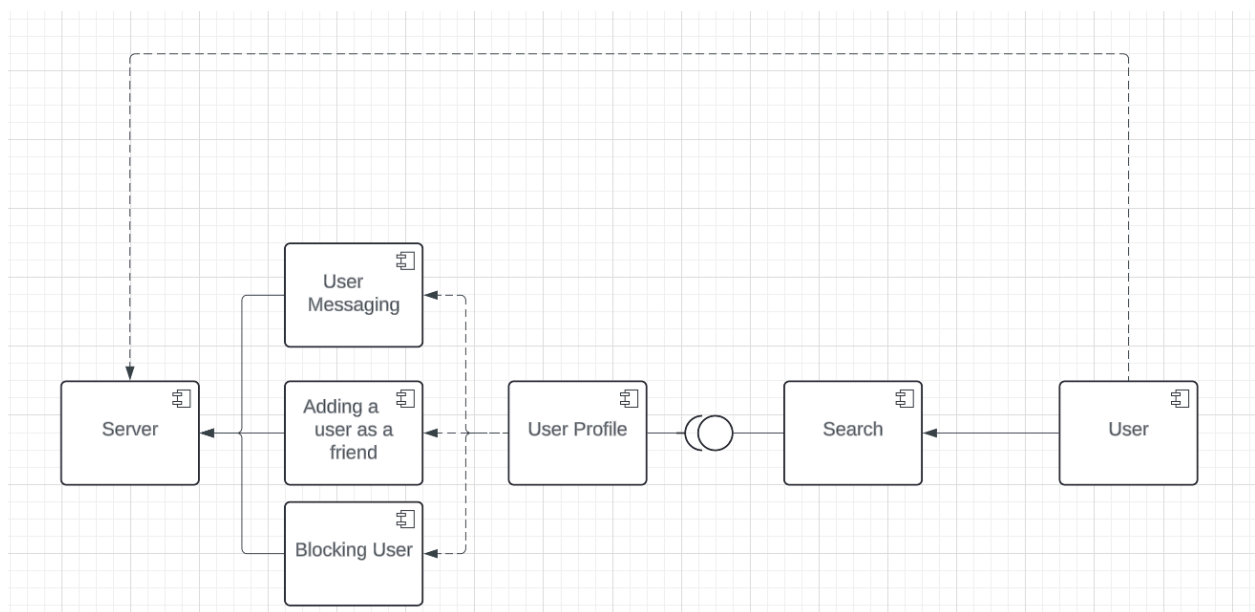 User
Messaging
Adding a
user as a
friend
Server
User Profile
Search
User
Blocking User